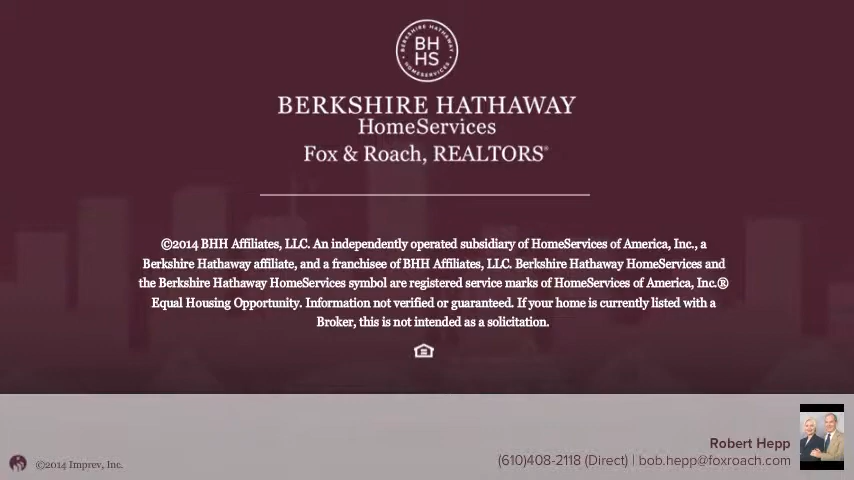 BERKSHIRE HATHAWAY
BH
HS
HOMESERVICES
BERKSHIRE HATHAWAY
HomeServices
Fox & Roach, REALTORS®
©2014 BHH Affiliates, LLC. An independently operated subsidiary of HomeServices of America, Inc., a
Berkshire Hathaway affiliate, and a franchisee of BHH Affiliates, LLC. Berkshire Hathaway HomeServices and
the Berkshire Hathaway HomeServices symbol are registered service marks of HomeServices of America, Inc.®
Equal Housing Opportunity. Information not verified or guaranteed. If your home is currently listed with a
Broker, this is not intended as a solicitation.
Robert Hepp
(610)408-2118 (Direct) | bob.hepp@foxroach.com
©2014 Imprev, Inc.